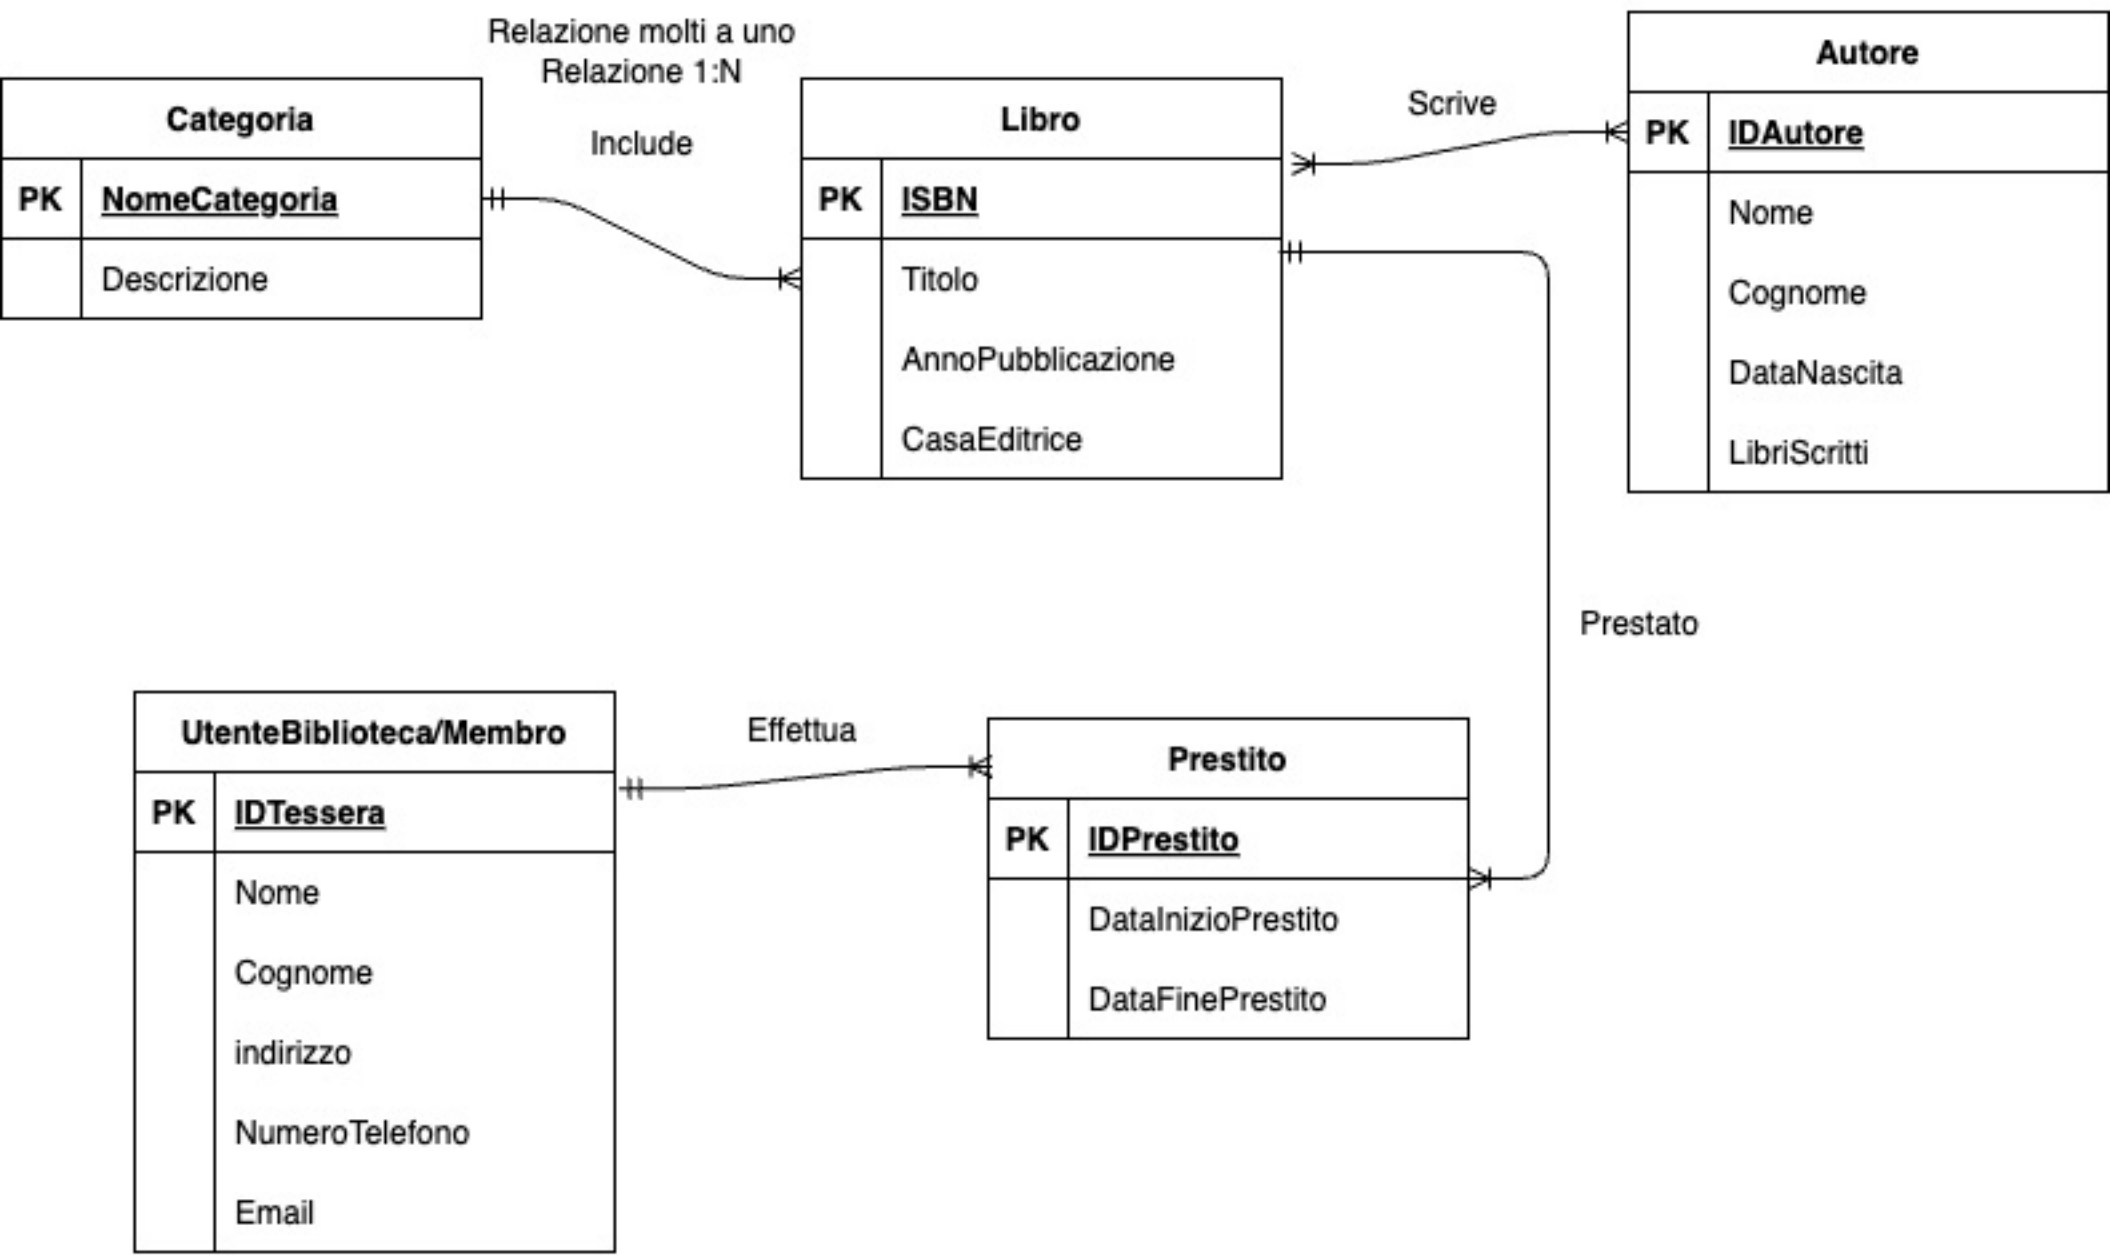 Relazione molti a uno
Relazione 1:N
Include
Categoria
PK NomeCategoria
Descrizione
Libro
PK ISBN
Titolo
AnnoPubblicazione
CasaEditrice
Scrive
Autore
PK IDAutore
Nome
Cognome
DataNascita
LibriScritti
Prestato
UtenteBiblioteca/Membro
PK IDTessera
Nome
Cognome
indirizzo
NumeroTelefono
Email
Effettua
Prestito
PK IDPrestito
DataInizioPrestito
DataFinePrestito